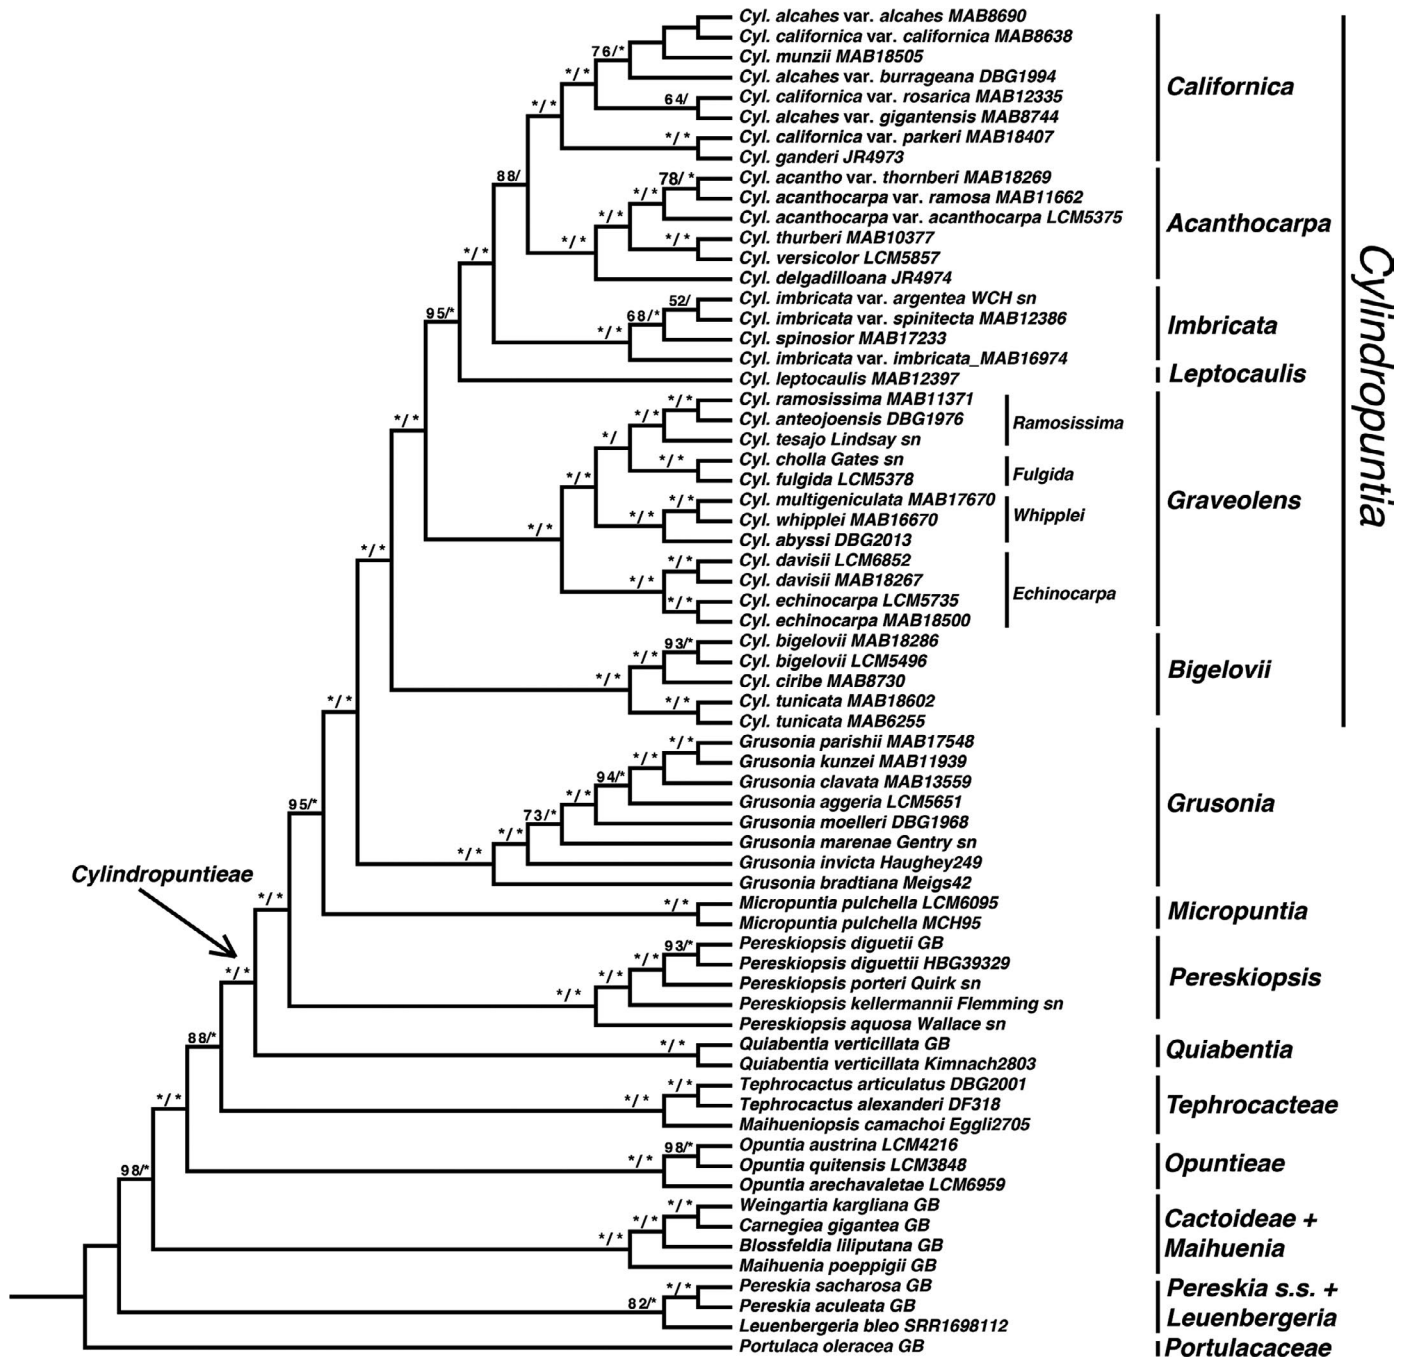 Cyl. alcahes var. alcahes MAB8690
Cyl. californica var. californica MAB8638
Cyl. munzii MAB18505
Cyl. alcahes var. burrageana DBG1994
Cyl. californica var. rosarica MAB12335
Cyl. alcahes var. gigantensis MAB8744
Cyl. californica var. parkeri MAB18407
Cyl. ganderi JR4973
76/*
*/*
64/
*/*
*/*
Californica
Cyl. acantho var. thornberi MAB18269
Cyl. acanthocarpa var. ramosa MAB11662
Cyl. acanthocarpa var. acanthocarpa LCM5375
Cyl. thurberi MAB10377
Cyl. versicolor LCM5857
Cyl. delgadilloana JR4974
88/
78/*
*/*
*/*
*/*
*/*
Acanthocarpa
Cyl. imbricata var. argentea WCH sn
Cyl. imbricata var. spinitecta MAB12386
Cyl. spinosior MAB17233
Cyl. imbricata var. imbricata_MAB16974
*/*
52/
68/*
*/*
Imbricata
Cyl. leptocaulis MAB12397
95/*
Leptocaulis
Cyl. ramosissima MAB11371
Cyl. anteojoensis DBG1976
Cyl. tesajo Lindsay sn
*/*
*/*
*/*
*/
Ramosissima
Cyl. cholla Gates sn
Cyl. fulgida LCM5378
*/*
*/*
Fulgida
Cyl. multigeniculata MAB17670
Cyl. whipplei MAB16670
Cyl. abyssi DBG2013
*/*
*/*
*/*
Whipplei
Cyl. davisii LCM6852
Cyl. davisii MAB18267
Cyl. echinocarpa LCM5735
Cyl. echinocarpa MAB18500
*/*
*/*
*/*
*/*
Echinocarpa
Graveolens
Cyl. bigelovii MAB18286
Cyl. bigelovii LCM5496
Cyl. ciribe MAB8730
Cyl. tunicata MAB18602
Cyl. tunicata MAB6255
93/*
*/*
*/*
*/*
Bigelovii
Cylindropuntia
Grusonia parishii MAB17548
Grusonia kunzei MAB11939
Grusonia clavata MAB13559
Grusonia aggeria LCM5651
Grusonia moelleri DBG1968
Grusonia marenae Gentry sn
Grusonia invicta Haughey249
Grusonia bradtiana Meigs42
*/*
*/*
*/*
94/*
*/*
73/*
*/*
*/*
Grusonia
Micropuntia pulchella LCM6095
Micropuntia pulchella MCH95
95/*
*/*
Micropuntia
Cylindropuntieae
Pereskiopsis diguetii GB
Pereskiopsis diguettii HBG39329
Pereskiopsis porteri Quirk sn
Pereskiopsis kellermannii Flemming sn
Pereskiopsis aquosa Wallace sn
*/*
93/*
*/*
*/*
*/*
Pereskiopsis
Quiabentia verticillata GB
Quiabentia verticillata Kimnach2803
*/*
*/*
Quiabentia
Tephrocactus articulatus DBG2001
Tephrocactus alexanderi DF318
Maihueniopsis camachoi Eggli2705
88/*
*/*
*/*
Tephrocacteae
Opuntia austrina LCM4216
Opuntia quitensis LCM3848
Opuntia arechavaletae LCM6959
*/*
98/*
*/*
Opuntieae
Weingartia kargliana GB
Carnegiea gigantea GB
Blossfeldia liliputana GB
Maihuenia poeppigii GB
98/*
*/*
*/*
*/*
Cactoideae +
Maihuenia
Pereskia sacharosa GB
Pereskia aculeata GB
Leuenbergeria bleo SRR1698112
*/*
82/*
Pereskia s.s. +
Leuenbergeria
Portulaca oleracea GB
Portulacaceae